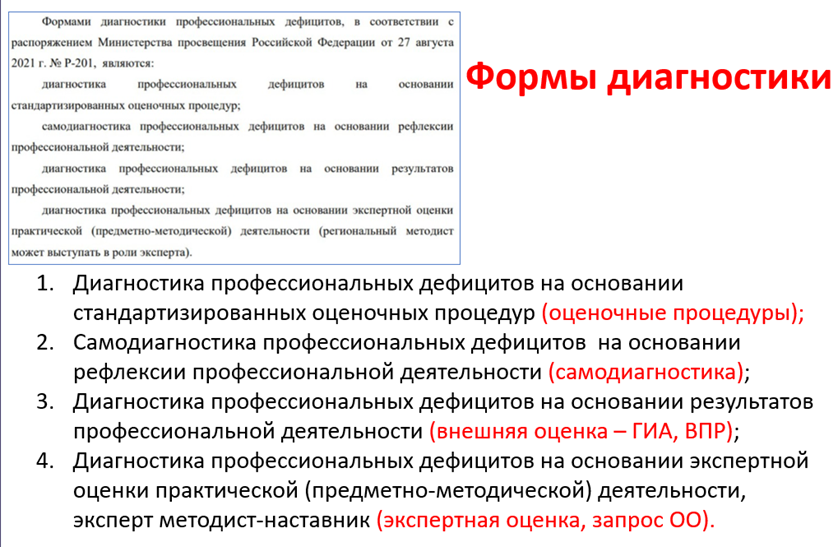 Формами диагностики профессиональных дефицитов, в соответствии с
распоряжением Министерства просвещения Российской Федерации от 27 августа
2021 г. № Р-201, являются:
диагностика профессиональных дефицитов на основании
стандартизированных оценочных процедур;
самодиагностика профессиональных дефицитов на основании рефлексии
профессиональной деятельности;
диагностика профессиональных дефицитов на основании результатов
профессиональной деятельности;
диагностика профессиональных дефицитов на основании экспертной оценки
практической (предметно-методической) деятельности (региональный методист
может выступать в роли эксперта).
Формы диагностики
1. Диагностика профессиональных дефицитов на основании
стандартизированных оценочных процедур (оценочные процедуры);
2. Самодиагностика профессиональных дефицитов на основании
рефлексии профессиональной деятельности (самодиагностика);
3. Диагностика профессиональных дефицитов на основании результатов
профессиональной деятельности (внешняя оценка – ГИА, ВПР);
4. Диагностика профессиональных дефицитов на основании экспертной
оценки практической (предметно-методической) деятельности,
эксперт методист-наставник (экспертная оценка, запрос ОО).